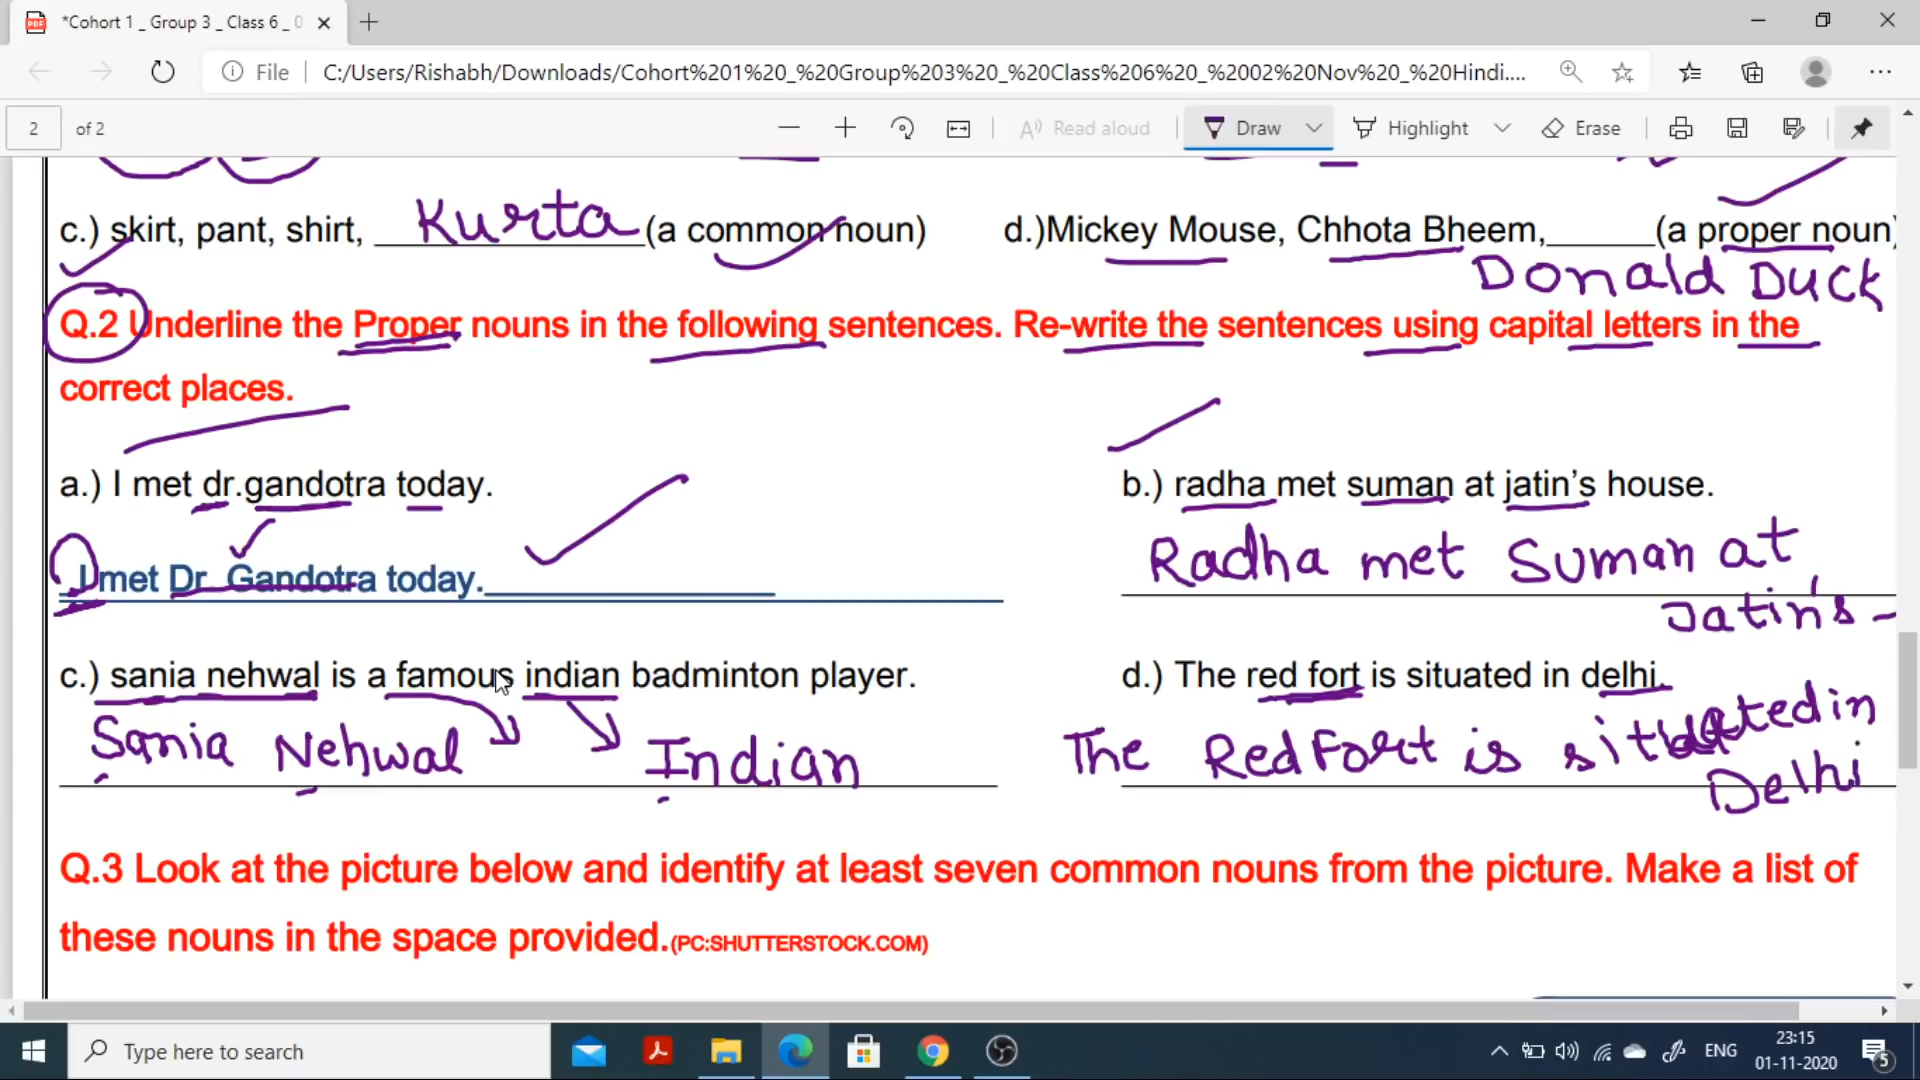 *Cohort 1 _ Group 3 _ Class 6 _ 0
File C:/Users/Rishabh/Downloads/Cohort%201%20_%20Group%203%20_%20Class%206%20_%2002%20Nov%20_%20Hindi....
2 of 2 Read aloud Draw Highlight Erase
c.) skirt, pant, shirt, Kurta (a common noun) d.)Mickey Mouse, Chhota Bheem,______(a proper noun)
Donald Duck
Q.2 Underline the Proper nouns in the following sentences. Re-write the sentences using capital letters in the
correct places.
a.) I met dr.gandotra today. b.) radha met suman at jatin's house.
I met Dr. Gandotra today. Radha met Suman at
Jatin's -
c.) sania nehwal is a famous indian badminton player. d.) The red fort is situated in delhi.
Sania Nehwal Indian The Red Fort is situated in
Delhi
Q.3 Look at the picture below and identify at least seven common nouns from the picture. Make a list of
these nouns in the space provided.(PC:SHUTTERSTOCK.COM)
Type here to search ENG 23:15
01-11-2020 5